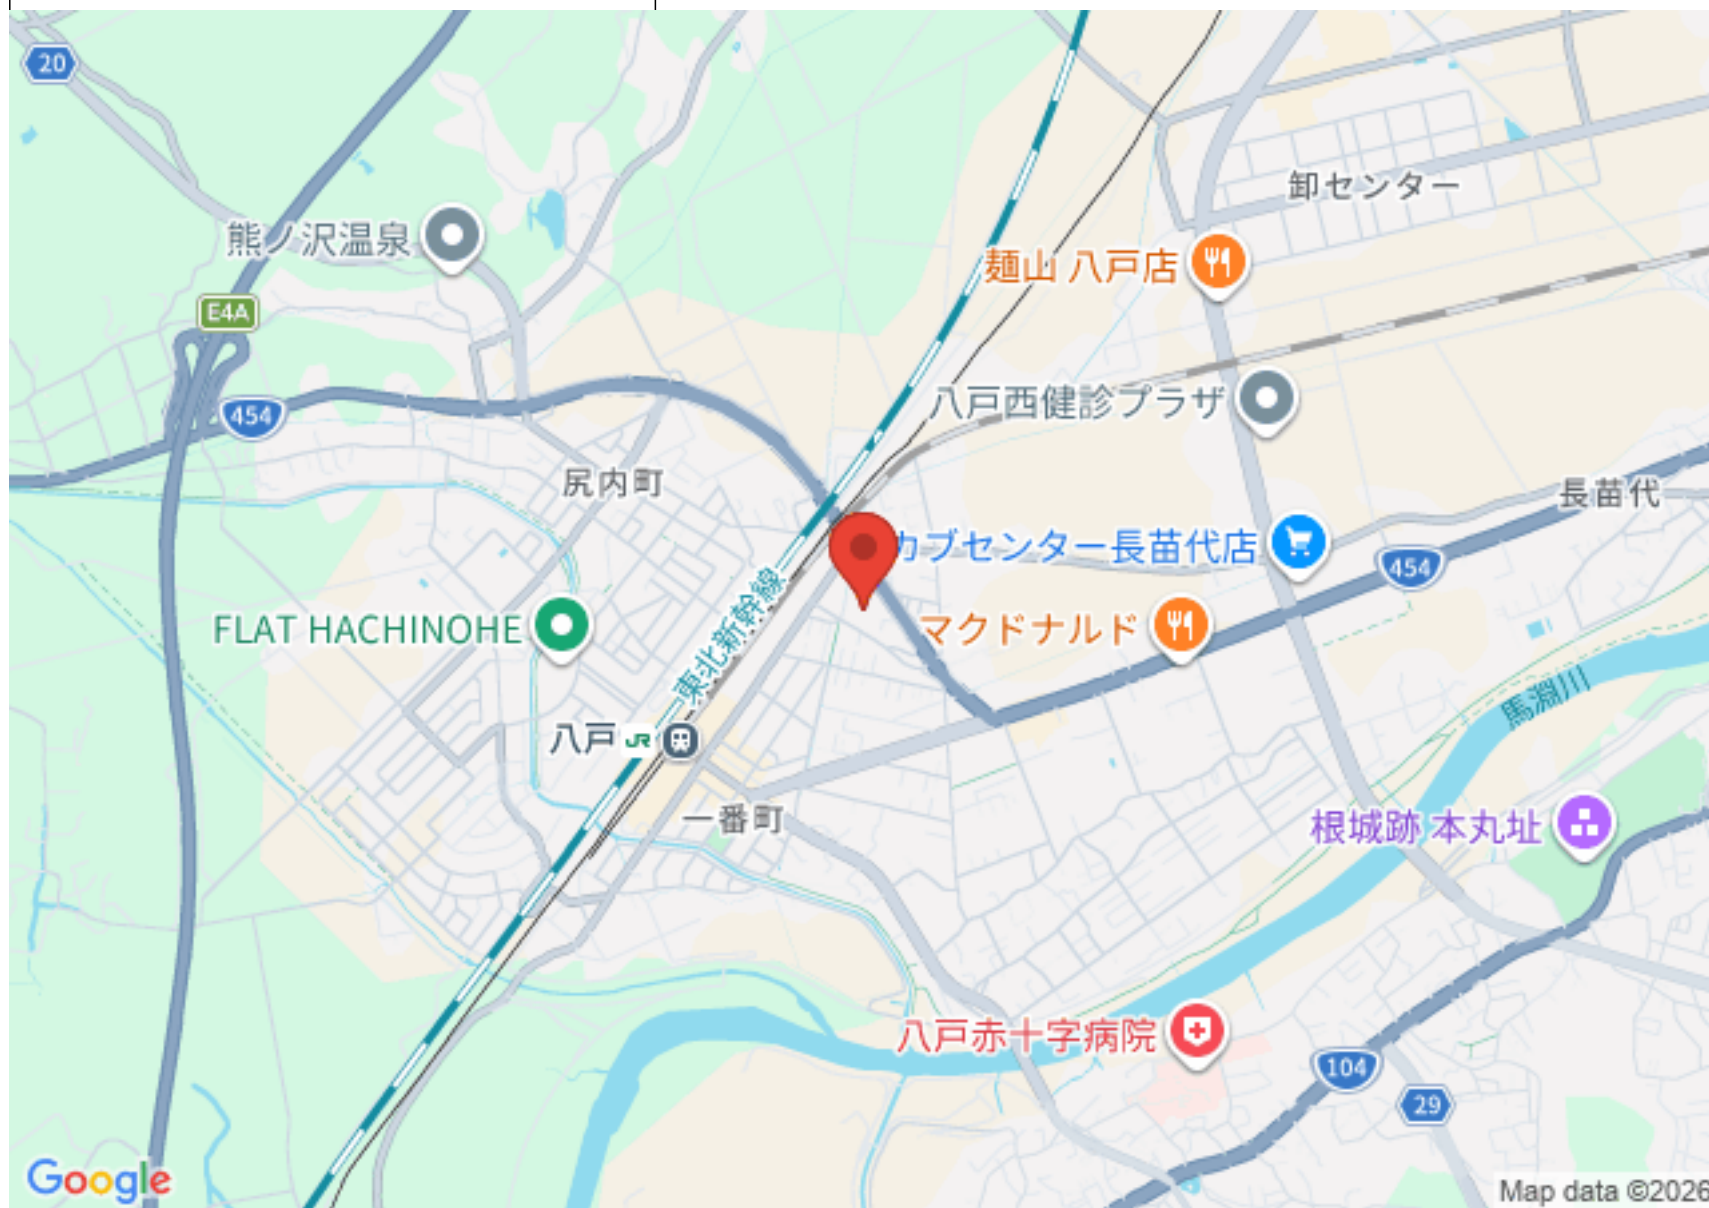 20
熊ノ沢温泉
E4A
454
卸センター
麺山 八戸店
八戸西健診プラザ
尻内町
長苗代
カブセンター長苗代店
454
FLAT HACHINOHE
東北新幹線
マクドナルド
馬淵川
八戸 JR
一番町
根城跡 本丸址
八戸赤十字病院
104
29
Google
Map data ©2026